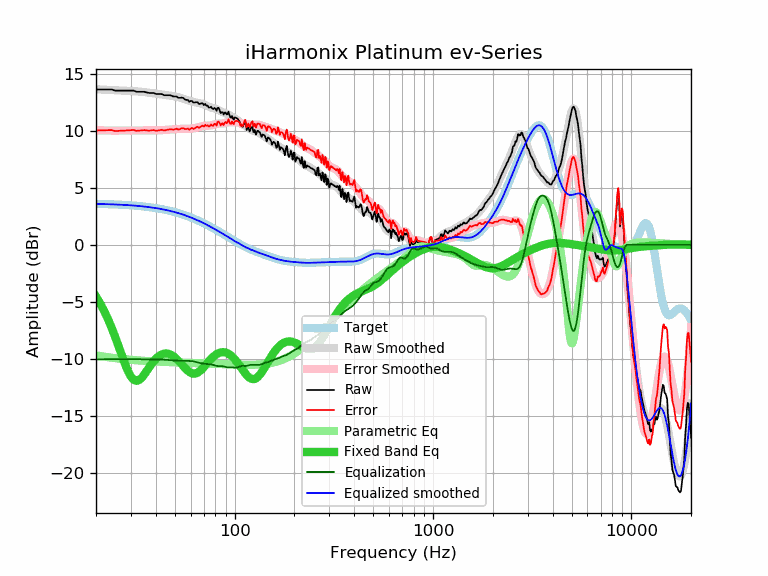 iHarmonix Platinum ev-Series
15
10
5
0
−5
−10
−15
−20
Amplitude (dBr)
Target
Raw Smoothed
Error Smoothed
Raw
Error
Parametric Eq
Fixed Band Eq
Equalization
Equalized smoothed
100
1000
10000
Frequency (Hz)